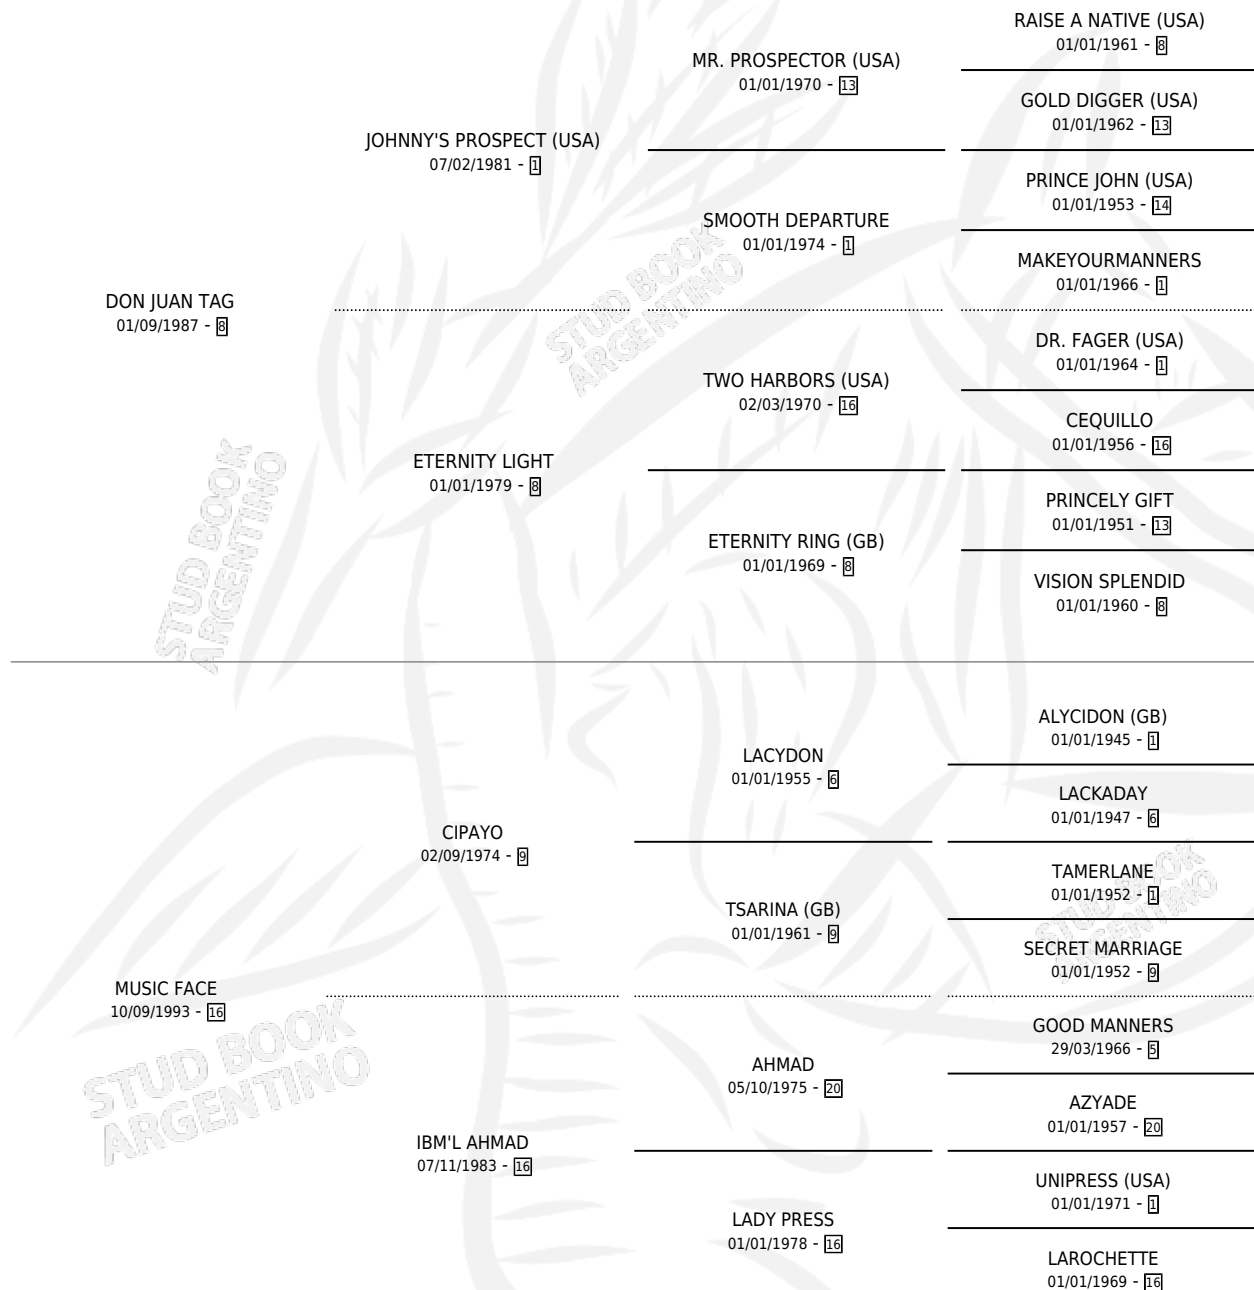 RAISE A NATIVE (USA)
01/01/1961 - 8
MR. PROSPECTOR (USA)
01/01/1970 - 13
GOLD DIGGER (USA)
01/01/1962 - 13
JOHNNY'S PROSPECT (USA)
07/02/1981 - 1
PRINCE JOHN (USA)
01/01/1953 - 14
SMOOTH DEPARTURE
01/01/1974 - 1
MAKEYOURMANNERS
01/01/1966 - 1
DON JUAN TAG
01/09/1987 - 8
DR. FAGER (USA)
01/01/1964 - 1
TWO HARBORS (USA)
02/03/1970 - 16
CEQUILLO
01/01/1956 - 16
ETERNITY LIGHT
01/01/1979 - 8
PRINCELY GIFT
01/01/1951 - 13
ETERNITY RING (GB)
01/01/1969 - 8
VISION SPLENDID
01/01/1960 - 8
ALYCIDON (GB)
01/01/1945 - 1
LACYDON
01/01/1955 - 6
LACKADAY
01/01/1947 - 6
CIPAYO
02/09/1974 - 9
TAMERLANE
01/01/1952 - 1
TSARINA (GB)
01/01/1961 - 9
SECRET MARRIAGE
01/01/1952 - 9
MUSIC FACE
10/09/1993 - 16
GOOD MANNERS
29/03/1966 - 5
AHMAD
05/10/1975 - 20
AZYADE
01/01/1957 - 20
IBM'L AHMAD
07/11/1983 - 16
UNIPRESS (USA)
01/01/1971 - 1
LADY PRESS
01/01/1978 - 16
LAROCHETTE
01/01/1969 - 16
STUD BOOK
ARGENTINO
STUD BOOK
ARGENTINO
STUD BOOK
ARGENTINO
STUD BOOK
ARGENTINO